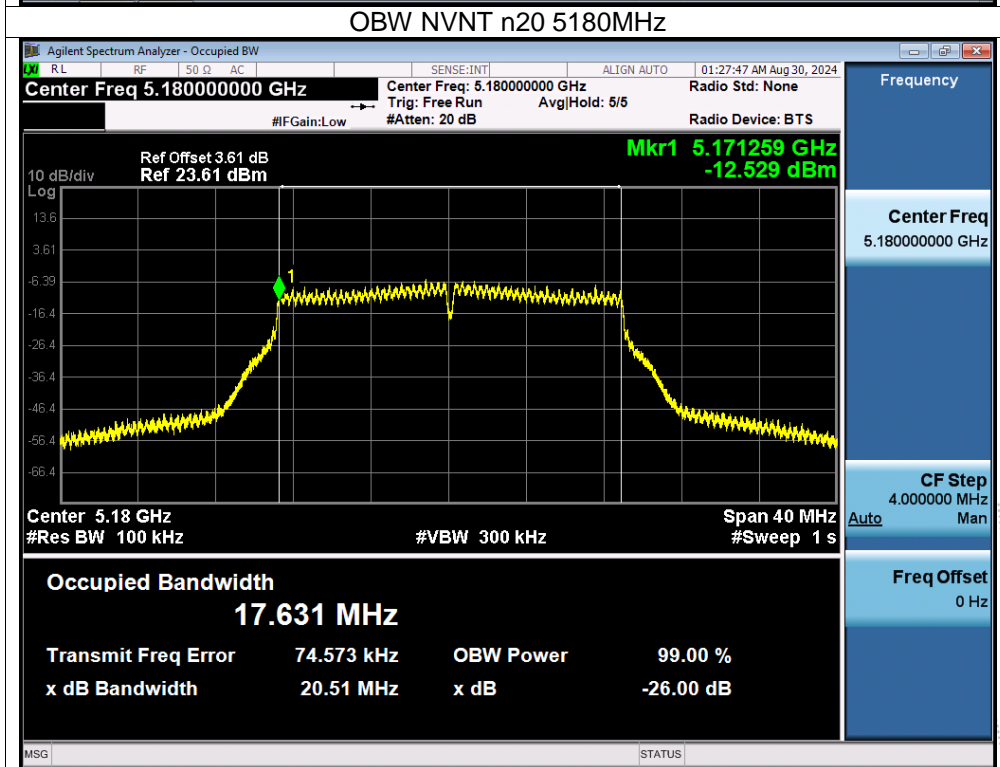 OBW NVNT n20 5180MHz
Agilent Spectrum Analyzer - Occupied BW
LXI RL RF 50 Ω AC SENSE:INT ALIGN AUTO 01:27:47 AM Aug 30, 2024
Center Freq 5.180000000 GHz Center Freq: 5.180000000 GHz Radio Std: None Frequency
Trig: Free Run Avg|Hold: 5/5
#IFGain:Low #Atten: 20 dB Radio Device: BTS
Mkr1 5.171259 GHz
-12.529 dBm
Ref Offset 3.61 dB
10 dB/div Ref 23.61 dBm
Log
13.6
3.61
-6.39
-16.4
-26.4
-36.4
-46.4
-56.4
-66.4
1
Center Freq
5.180000000 GHz
CF Step
4.000000 MHz
Auto Man
Center 5.18 GHz Span 40 MHz
#Res BW 100 kHz #VBW 300 kHz #Sweep 1 s
Freq Offset
0 Hz
Occupied Bandwidth
17.631 MHz
Transmit Freq Error 74.573 kHz OBW Power 99.00 %
x dB Bandwidth 20.51 MHz x dB -26.00 dB
MSG STATUS